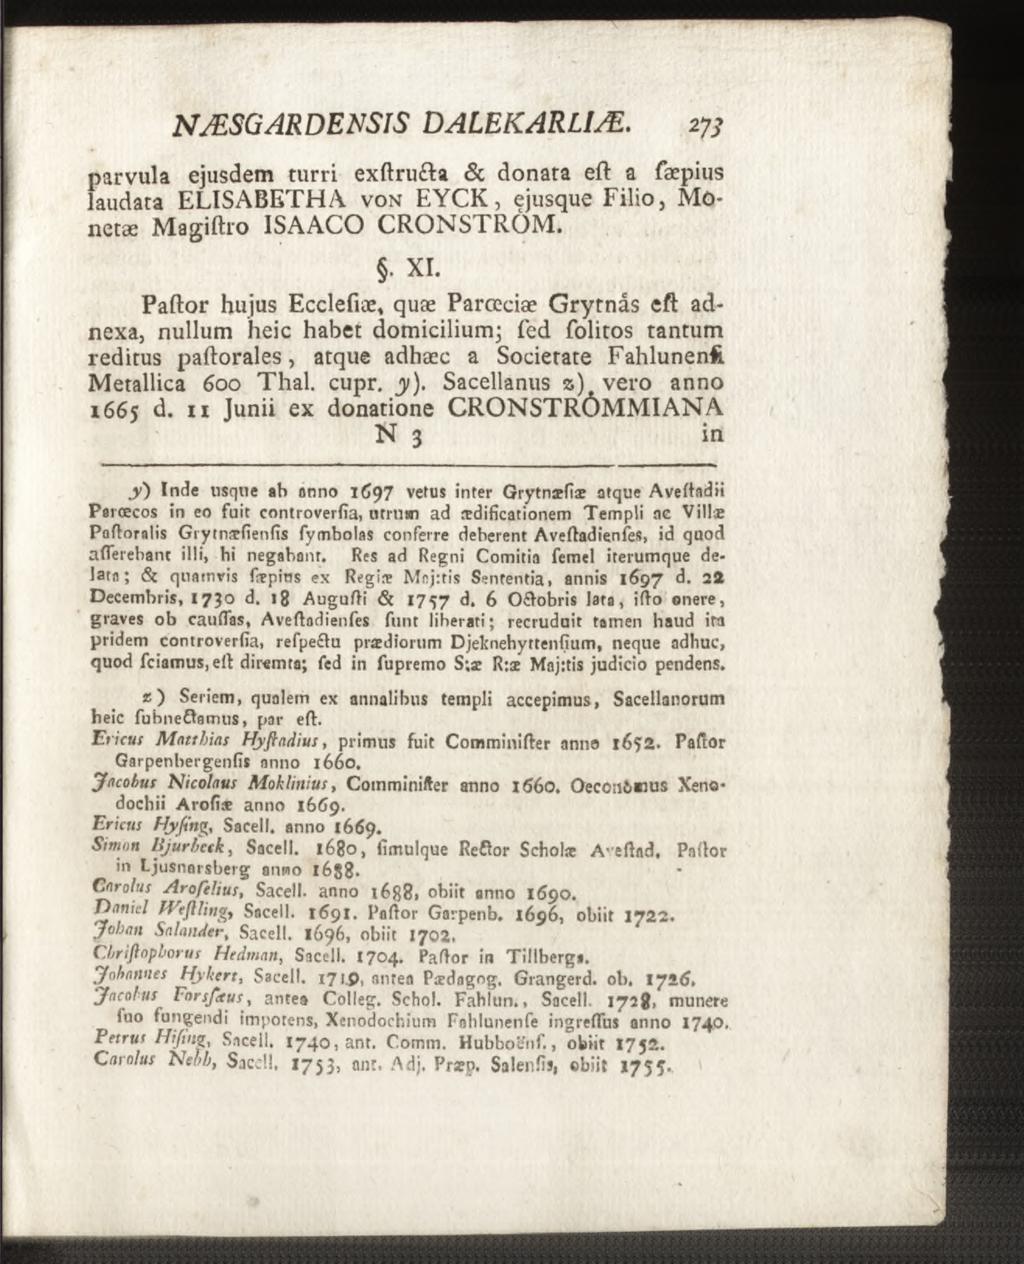 NÆSGARDENSIS DALEKARLIÆ. 273
parvula ejusdem turri exſtructa & donata eſt a ſæpius
laudata ELISABETHA VON EYCK, ejusque Filio, Mo-
netæ Magiſtro ISAACO CRONSTRÖM.
§. XI.
Paſtor hujus Eccleſiæ, quæ Parœciæ Grytnäs eſt ad-
nexa, nullum heic habet domicilium; ſed ſolitos tantum
reditus paſtorales, atque adhæc a Societate Fahlunenſi
Metallica 600 Thal. cupr. y). Sacellanus z) vero anno
1665 d. 11 Junii ex donatione CRONSTRÖMMIANA
N 3 in
y) Inde usque ab anno 1697 vetus inter Grytnæſiæ atque Aveſtadii
Parœcos in eo fuit controverſia, utrum ad ædificationem Templi ac Villæ
Paſtoralis Grytnæſienſis ſymbolas conferre deberent Aveſtadienſes, id quod
aſſerebant illi, hi negabant. Res ad Regni Comitia ſemel iterumque de-
lata; & quamvis ſæpius ex Regiæ Maj:tis Sententia, annis 1697 d. 22
Decembris, 1730 d. 18 Auguſti & 1757 d. 6 Octobris lata, iſto onere,
graves ob cauſſas, Aveſtadienſes ſunt liberati; recruduit tamen haud ita
pridem controverſia, reſpectu prædiorum Djeknehyttenſium, neque adhuc,
quod ſciamus, eſt diremta; ſed in ſupremo S:æ R:æ Maj:tis judicio pendens.
z) Seriem, qualem ex annalibus templi accepimus, Sacellanorum
heic ſubnectamus, par eſt.
Ericus Matthias Hyſtadius, primus fuit Comminiſter anno 1652. Paſtor
Garpenbergenſis anno 1660.
Jacobus Nicolaus Moklinius, Comminiſter anno 1660. Oeconomus Xeno-
dochii Aroſiæ anno 1669.
Ericus Hyſing, Sacell. anno 1669.
Simon Bjurbeck, Sacell. 1680, ſimulque Rector Scholæ Aveſtad. Paſtor
in Ljusnarsberg anno 1688.
Carolus Aroſelius, Sacell. anno 1688, obiit anno 1690.
Daniel Weſtling, Sacell. 1691. Paſtor Garpenb. 1696, obiit 1722.
Johan Salander, Sacell. 1696, obiit 1702.
Chriſtophorus Hedman, Sacell. 1704. Paſtor in Tillberga.
Johannes Hykert, Sacell. 1719, antea Pædagog. Grangerd. ob. 1726.
Jacobus Forsſæus, antea Colleg. Schol. Fahlun., Sacell. 1728, munere
ſuo fungendi impotens, Xenodochium Fahlunenſe ingreſſus anno 1740.
Petrus Hiſing, Sacell. 1740, ant. Comm. Hubboënſ., obiit 1752.
Carolus Nebb, Sacell. 1753, ant. Adj. Præp. Salenſis, obiit 1755.